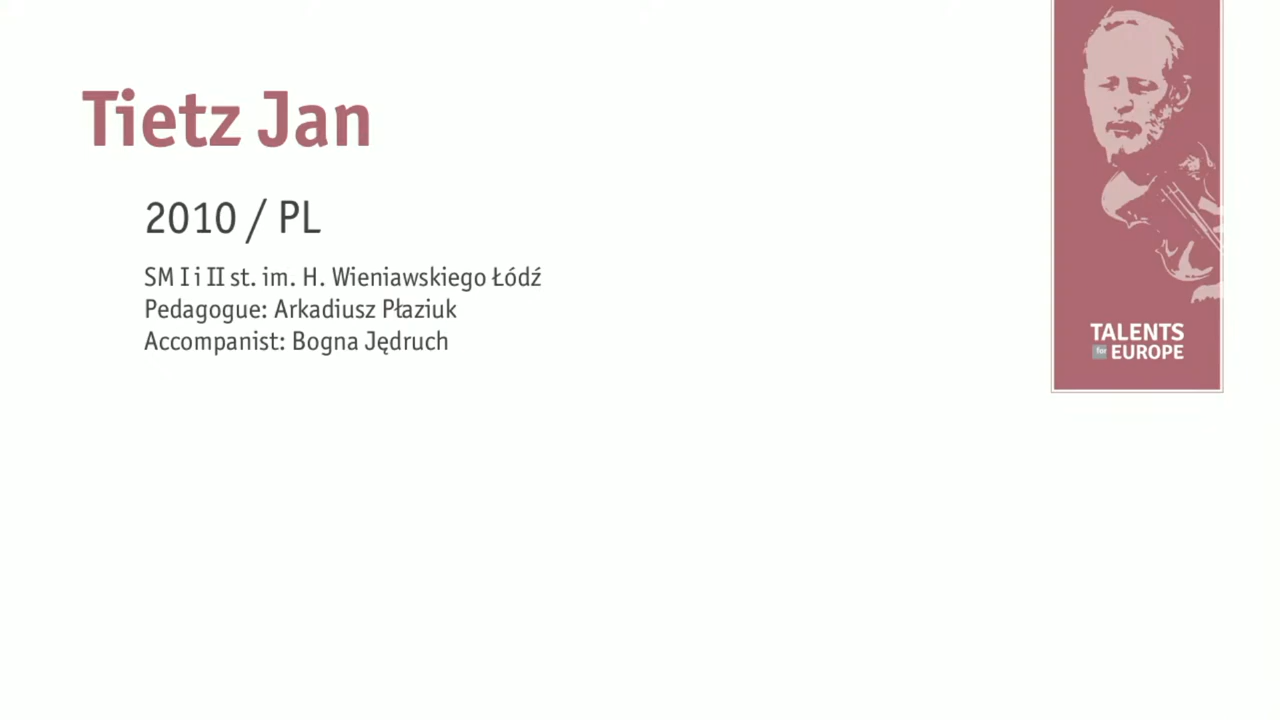 Tietz Jan
2010 / PL
SM I i II st. im. H. Wieniawskiego Łódź
Pedagogue: Arkadiusz Płaziuk
Accompanist: Bogna Jędruch
TALENTS
for EUROPE